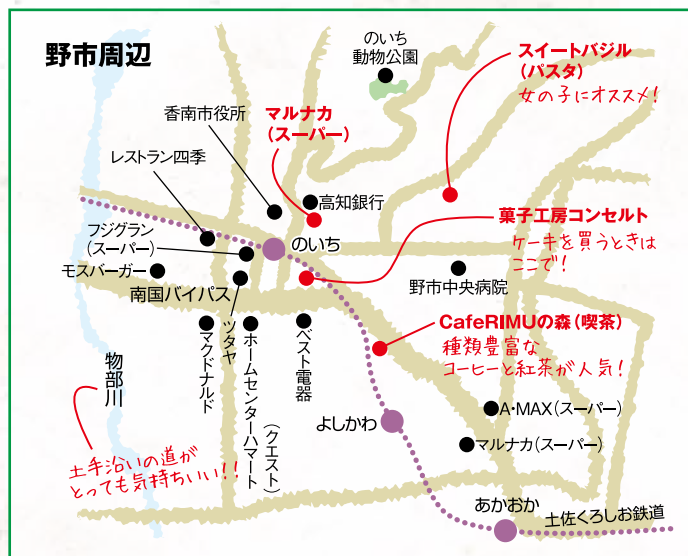 野市周辺
のいち
動物公園
スイートバジル
(パスタ)
女の子にオススメ!
香南市役所
マルナカ
(スーパー)
レストラン四季
高知銀行
フジグラン
(スーパー)
のいち
菓子工房コンセルト
ケーキを買うときは
ここで!
モスバーガー
南国バイパス
野市中央病院
ツタヤ
マクドナルド
ホームセンターハマート
(クエスト)
ベスト電器
CafeRIMUの森(喫茶)
種類豊富な
コーヒーと紅茶が人気!
物部川
土手沿いの道が
とっても気持ちいい!!
よしかわ
A・MAX(スーパー)
マルナカ(スーパー)
あかおか
土佐くろしお鉄道